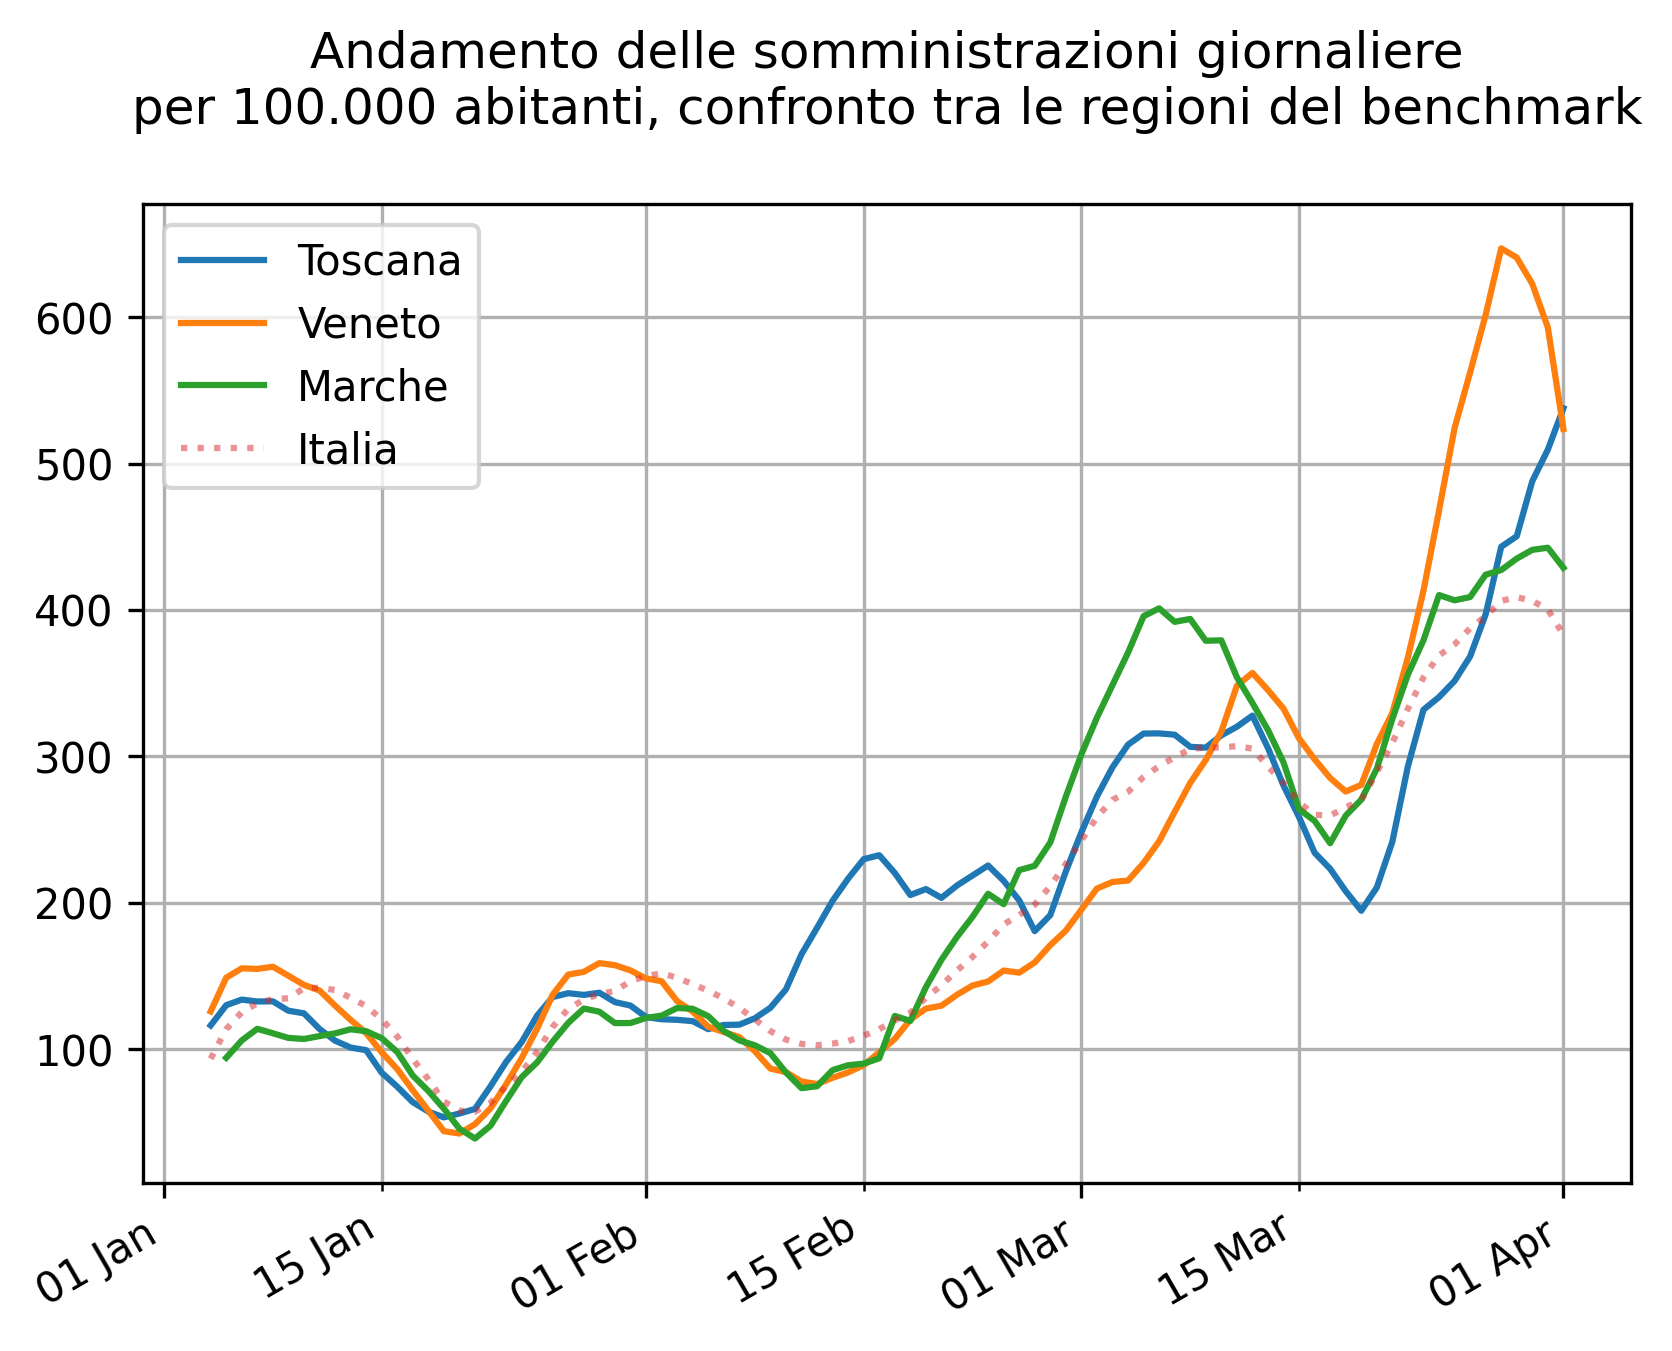 Andamento delle somministrazioni giornaliere
per 100.000 abitanti, confronto tra le regioni del benchmark
Toscana
Veneto
Marche
Italia
600
500
400
300
200
100
01 Jan
15 Jan
01 Feb
15 Feb
01 Mar
15 Mar
01 Apr